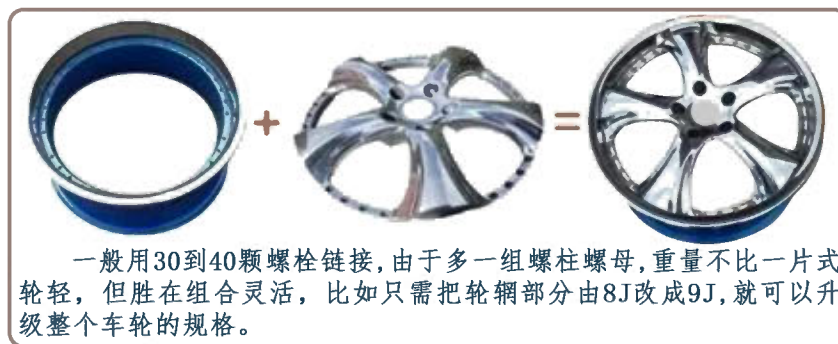 一般用30到40颗螺栓链接,由于多一组螺柱螺母,重量不比一片式
轮轻，但胜在组合灵活，比如只需把轮辋部分由8J改成9J,就可以升
级整个车轮的规格。